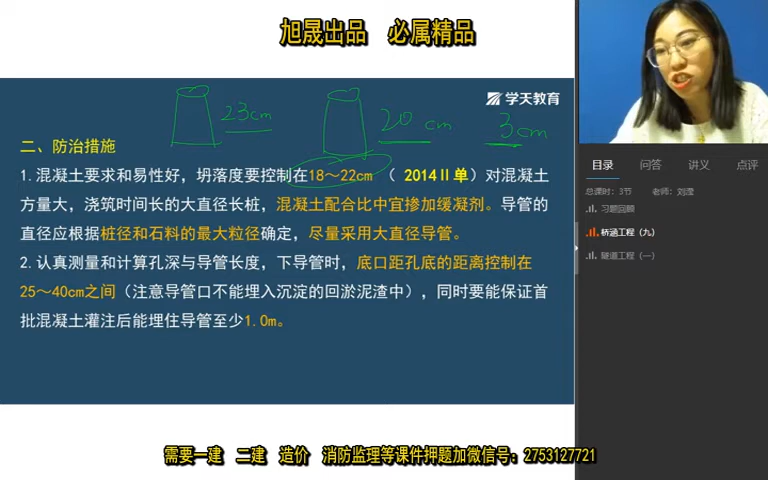 旭晟出品 必属精品
学天教育
23cm
20 cm
3cm
二、防治措施
1.混凝土要求和易性好，坍落度要控制在18～22cm（ 2014Ⅱ单）对混凝土
方量大，浇筑时间长的大直径长桩，混凝土配合比中宜掺加缓凝剂。导管的
直径应根据桩径和石料的最大粒径确定，尽量采用大直径导管。
2.认真测量和计算孔深与导管长度，下导管时，底口距孔底的距离控制在
25～40cm之间（注意导管口不能埋入沉淀的回淤泥渣中），同时要能保证首
批混凝土灌注后能埋住导管至少1.0m。
目录 问答 讲义 点评
总课时：3节 老师：刘滢
习题回顾
桥涵工程（九）
隧道工程（一）
需要一建 二建 造价 消防监理等课件押题加微信号：2753127721